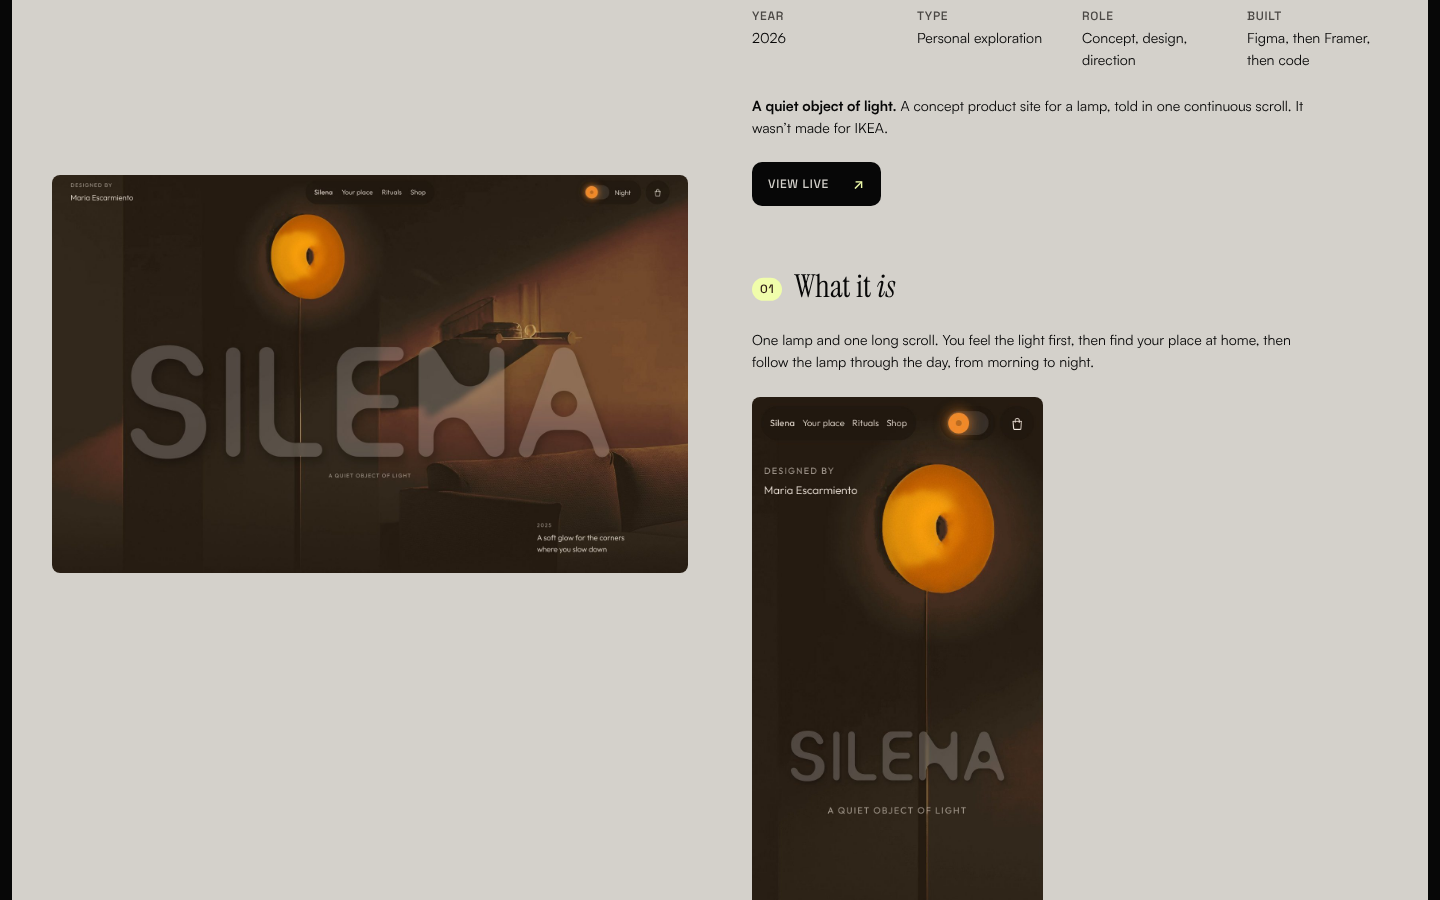 YEAR
2026
TYPE
Personal exploration
ROLE
Concept, design,
direction
BUILT
Figma, then Framer,
then code
A quiet object of light. A concept product site for a lamp, told in one continuous scroll. It
wasn’t made for IKEA.
VIEW LIVE
DESIGNED BY
Maria Escarmiento
Silena Your place Rituals Shop
Night
SILENA
A QUIET OBJECT OF LIGHT
2025
A soft glow for the corners
where you slow down
01 What it is
One lamp and one long scroll. You feel the light first, then find your place at home, then
follow the lamp through the day, from morning to night.
Silena Your place Rituals Shop
DESIGNED BY
Maria Escarmiento
SILENA
A QUIET OBJECT OF LIGHT